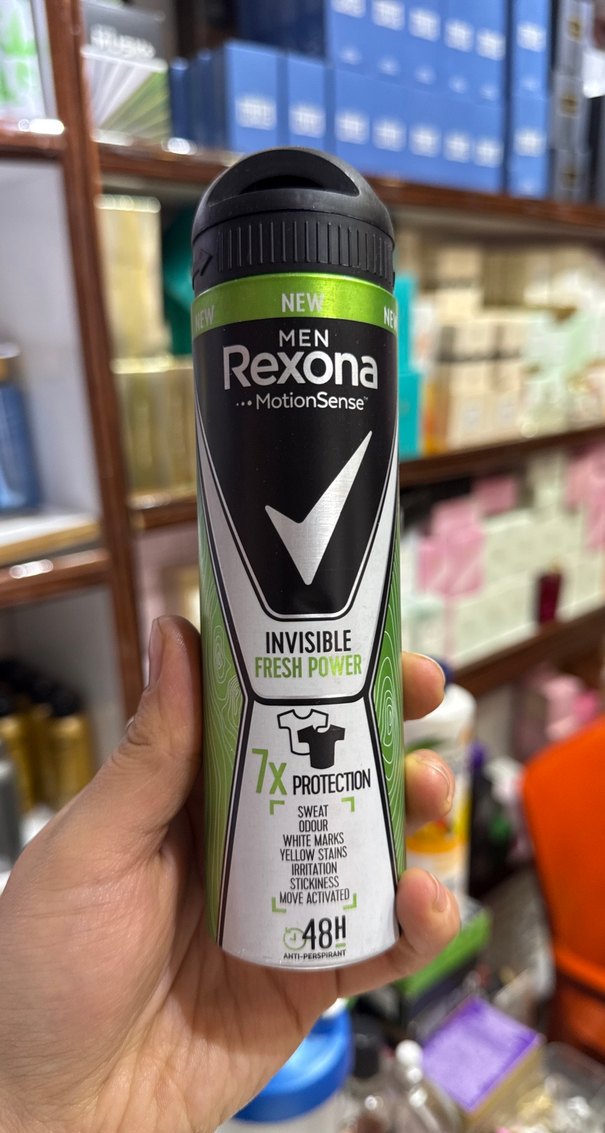 NEW NEW NEW
MEN
Rexona
MotionSense™
INVISIBLE
FRESH POWER
7X PROTECTION
SWEAT
ODOUR
WHITE MARKS
YELLOW STAINS
IRRITATION
STICKINESS
MOVE ACTIVATED
48H
ANTI-PERSPIRANT